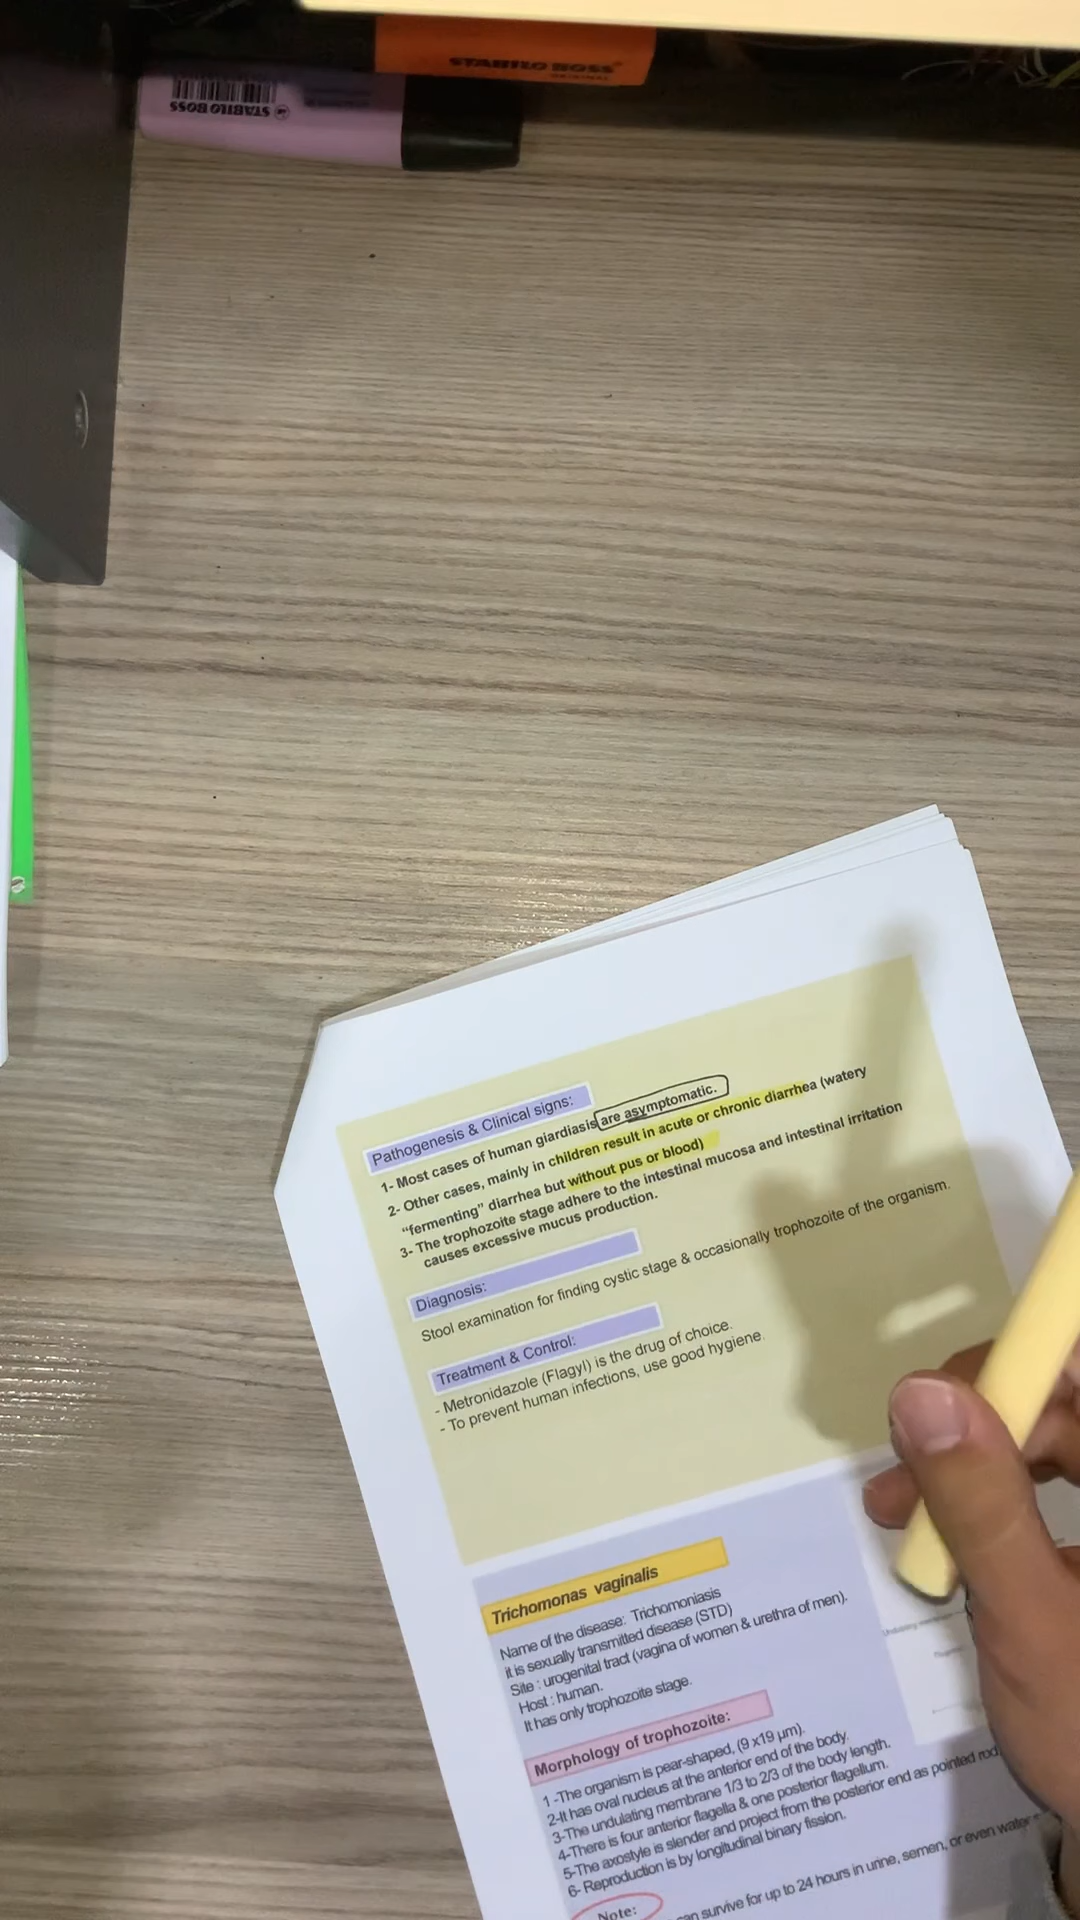 STABILO BOSS
ORIGINAL
STABILO BOSS
Pathogenesis & Clinical signs:
1- Most cases of human giardiasis are asymptomatic.
2- Other cases, mainly in children result in acute or chronic diarrhea (watery
“fermenting” diarrhea but without pus or blood)
3- The trophozoite stage adhere to the intestinal mucosa and intestinal irritation
causes excessive mucus production.
Diagnosis:
Stool examination for finding cystic stage & occasionally trophozoite of the organism.
Treatment & Control:
- Metronidazole (Flagyl) is the drug of choice.
- To prevent human infections, use good hygiene.
Trichomonas vaginalis
Name of the disease: Trichomoniasis
it is sexually transmitted disease (STD)
Site : urogenital tract (vagina of women & urethra of men).
Host : human.
It has only trophozoite stage.
Morphology of trophozoite:
1 -The organism is pear-shaped, (9 x19 µm).
2-It has oval nucleus at the anterior end of the body.
3-The undulating membrane 1/3 to 2/3 of the body length.
4-There is four anterior flagella & one posterior flagellum.
5-The axostyle is slender and project from the posterior end as pointed rod
6- Reproduction is by longitudinal binary fission.
Note:
can survive for up to 24 hours in urine, semen, or even water